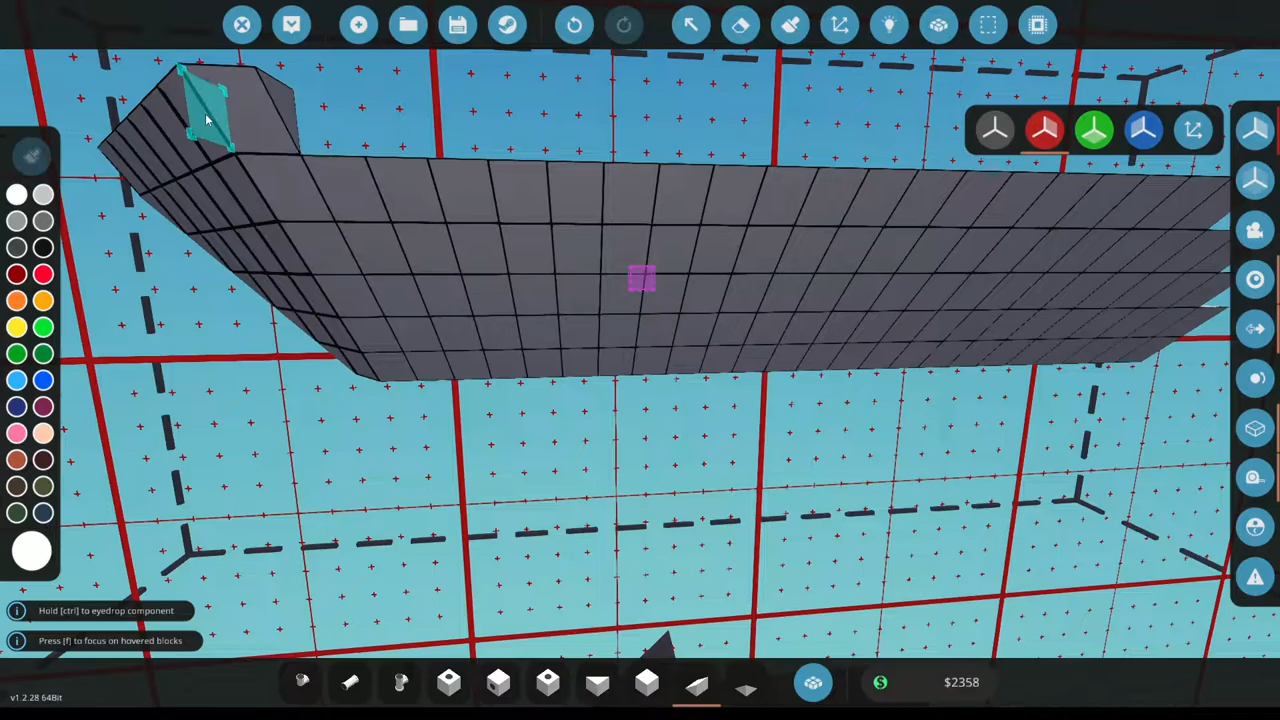 Hold [ctrl] to eyedrop component
Press [f] to focus on hovered blocks
v1.2.28 64Bit
$2358